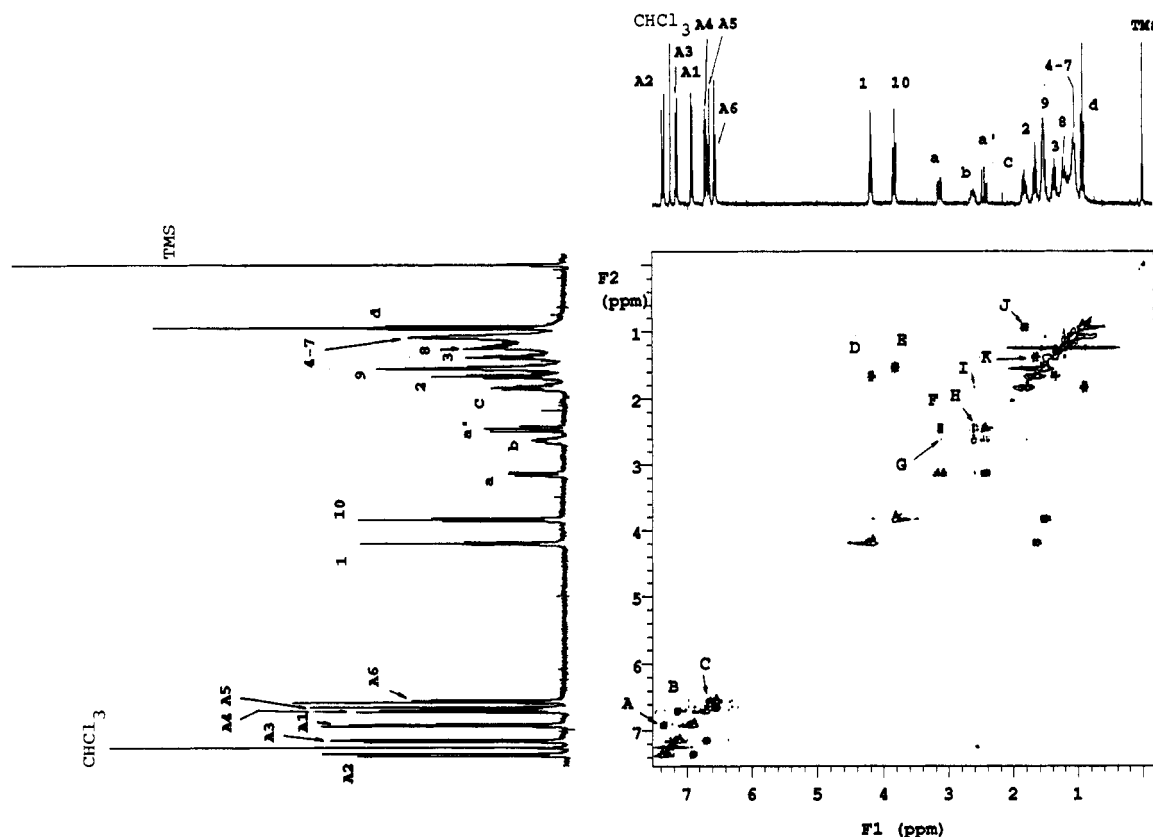 CHCl3
A4 A5
TMS
A3
4-7
A2
A1
1
10
9
d
a'
2
8
A6
a
C
3
b
TMS
d
4-7
8
3
9
2
C
a'
b
a
10
1
A6
A4 A5
A1
A3
CHCl3
A2
F2
(ppm)
J
D
E
K
I
F
H
G
C
B
A
1
2
3
4
5
6
7
7
6
5
4
3
2
1
F1 (ppm)